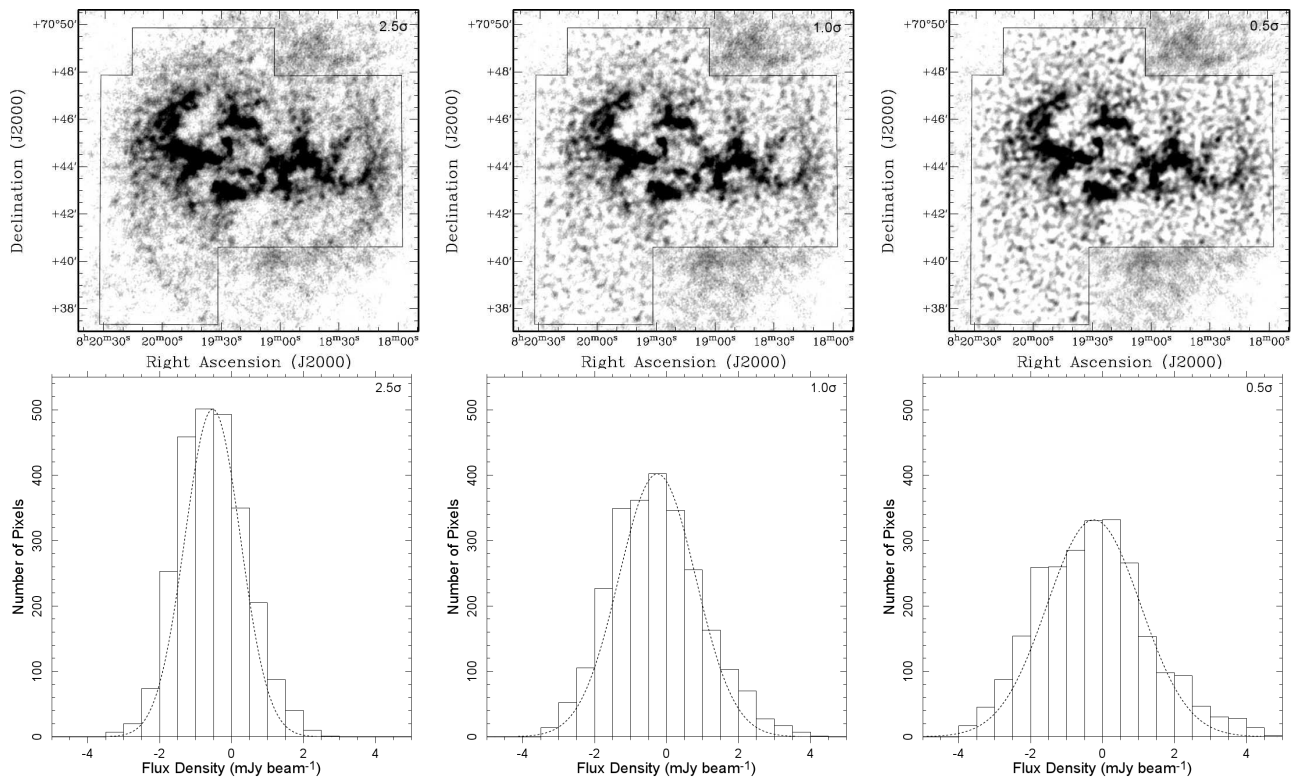 2.5σ
+70°50′
+48′
+46′
+44′
+42′
+40′
+38′
Declination (J2000)
8ʰ20ᵐ30ˢ 20ᵐ00ˢ 19ᵐ30ˢ 19ᵐ00ˢ 18ᵐ30ˢ 18ᵐ00ˢ
Right Ascension (J2000)
1.0σ
+70°50′
+48′
+46′
+44′
+42′
+40′
+38′
Declination (J2000)
8ʰ20ᵐ30ˢ 20ᵐ00ˢ 19ᵐ30ˢ 19ᵐ00ˢ 18ᵐ30ˢ 18ᵐ00ˢ
Right Ascension (J2000)
0.5σ
+70°50′
+48′
+46′
+44′
+42′
+40′
+38′
Declination (J2000)
8ʰ20ᵐ30ˢ 20ᵐ00ˢ 19ᵐ30ˢ 19ᵐ00ˢ 18ᵐ30ˢ 18ᵐ00ˢ
Right Ascension (J2000)
2.5σ
500
400
300
200
100
0
Number of Pixels
-4 -2 0 2 4
Flux Density (mJy beam⁻¹)
1.0σ
500
400
300
200
100
0
Number of Pixels
-4 -2 0 2 4
Flux Density (mJy beam⁻¹)
0.5σ
500
400
300
200
100
0
Number of Pixels
-4 -2 0 2 4
Flux Density (mJy beam⁻¹)